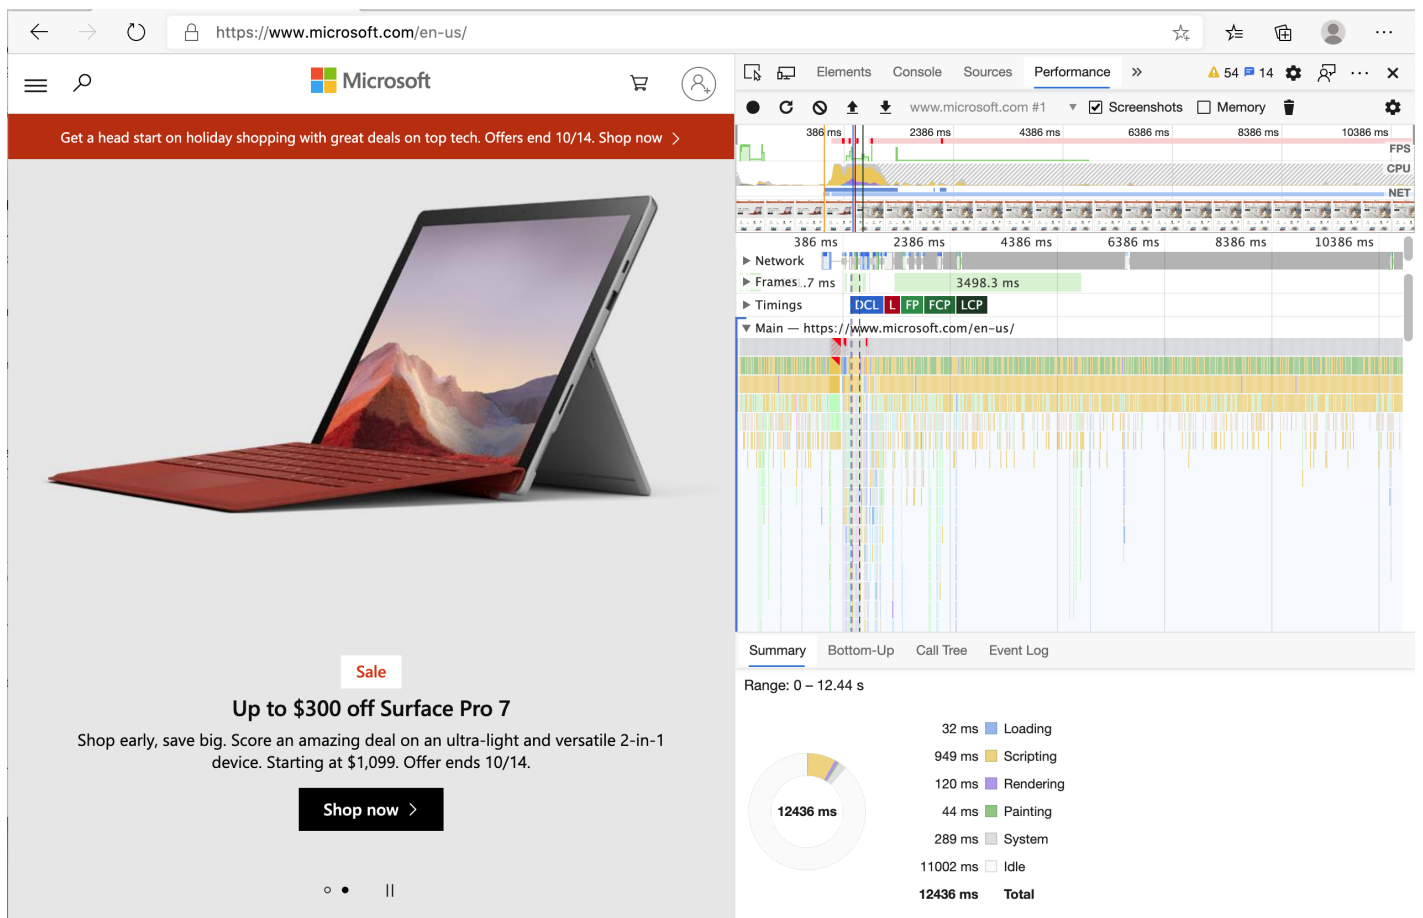 https://www.microsoft.com/en-us/
Microsoft
Get a head start on holiday shopping with great deals on top tech. Offers end 10/14. Shop now
Sale
Up to $300 off Surface Pro 7
Shop early, save big. Score an amazing deal on an ultra-light and versatile 2-in-1
device. Starting at $1,099. Offer ends 10/14.
Shop now
Elements Console Sources Performance 54 14
www.microsoft.com #1 Screenshots Memory
386 ms 2386 ms 4386 ms 6386 ms 8386 ms 10386 ms
FPS
CPU
NET
386 ms 2386 ms 4386 ms 6386 ms 8386 ms 10386 ms
Network
Frames .7 ms 3498.3 ms
Timings DCL L FP FCP LCP
Main — https://www.microsoft.com/en-us/
Summary Bottom-Up Call Tree Event Log
Range: 0 – 12.44 s
12436 ms
32 ms Loading
949 ms Scripting
120 ms Rendering
44 ms Painting
289 ms System
11002 ms Idle
12436 ms Total